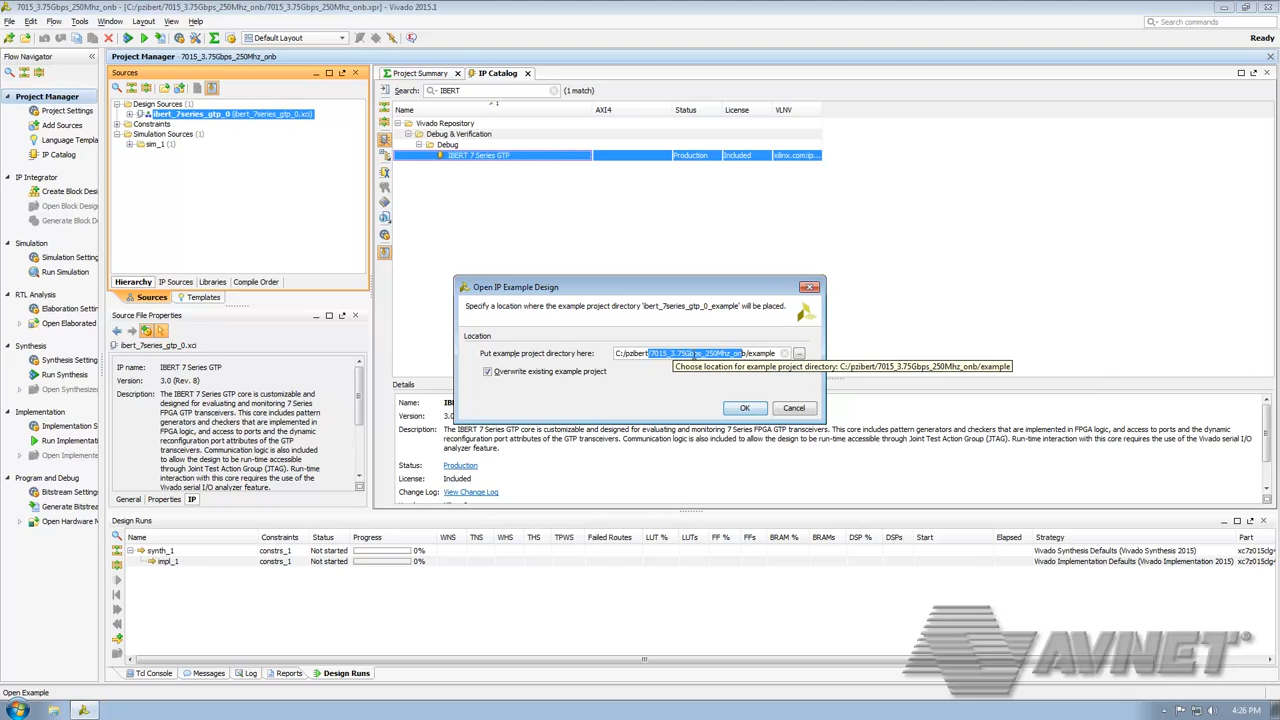 7015_3.75Gbps_250Mhz_onb - [C:/pzibert/7015_3.75Gbps_250Mhz_onb/7015_3.75Gbps_250Mhz_onb.xpr] - Vivado 2015.1
File Edit Flow Tools Window Layout View Help
Search commands
Default Layout
Ready
Flow Navigator
Project Manager - 7015_3.75Gbps_250Mhz_onb
Project Manager
Project Settings
Add Sources
Language Templa
IP Catalog
IP Integrator
Create Block Desi
Open Block Design
Generate Block D
Simulation
Simulation Setting
Run Simulation
RTL Analysis
Elaboration Settin
Open Elaborated
Synthesis
Synthesis Setting
Run Synthesis
Open Synthesized
Implementation
Implementation S
Run Implementati
Open Implemente
Program and Debug
Bitstream Setting
Generate Bitstrea
Open Hardware M
Sources
Design Sources (1)
ibert_7series_gtp_0 (ibert_7series_gtp_0.xci)
Constraints
Simulation Sources (1)
sim_1 (1)
Hierarchy IP Sources Libraries Compile Order
Sources Templates
Source File Properties
ibert_7series_gtp_0.xci
IP Name: IBERT 7 Series GTP
Version: 3.0 (Rev. 8)
Description: The IBERT 7 Series GTP
core is customizable and
designed for evaluating and
monitoring 7 Series FPGA
GTP transceivers. This core
includes pattern generators
and checkers that are
implemented in FPGA logic,
and access to ports and the
dynamic reconfiguration port
attributes of the GTP
transceivers.
Communication logic is also
included to allow the design
to be run-time accessible
through Joint Test Action
Group (JTAG). Run-time
interaction with this core
requires the use of the
Vivado serial I/O analyzer
feature.
General Properties IP
Project Summary IP Catalog
Search: IBERT (1 match)
Name AXI4 Status License VLNV
Vivado Repository
Debug & Verification
Debug
IBERT 7 Series GTP Production Included xilinx.com:ip...
Open IP Example Design
Specify a location where the example project directory 'ibert_7series_gtp_0_example' will be placed.
Location
Put example project directory here: C:/pzibert/7015_3.75Gbps_250Mhz_onb/example
Choose location for example project directory: C:/pzibert/7015_3.75Gbps_250Mhz_onb/example
Overwrite existing example project
OK Cancel
Details
Name:
Version: 3.0
Description: The IBERT 7 Series GTP core is customizable and designed for evaluating and monitoring 7 Series FPGA GTP transceivers. This core includes pattern
generators and checkers that are implemented in FPGA logic, and access to ports and the dynamic reconfiguration port attributes of the GTP
transceivers. Communication logic is also included to allow the design to be run-time accessible through Joint Test Action Group (JTAG). Run-time
interaction with this core requires the use of the Vivado serial I/O analyzer feature.
Status: Production
License: Included
Change Log: View Change Log
Design Runs
Name Constraints Status Progress WNS TNS WHS THS TPWS Failed Routes LUT % LUTs FF % FFs BRAM % BRAMs DSP % DSPs Start Elapsed Strategy Part
synth_1 constrs_1 Not started 0% Vivado Synthesis Defaults (Vivado Synthesis 2015) xc7z015clg
impl_1 constrs_1 Not started 0% Vivado Implementation Defaults (Vivado Implementation 2015) xc7z015clg
Tcl Console Messages Log Reports Design Runs
Open Example
AVNET®
4:26 PM